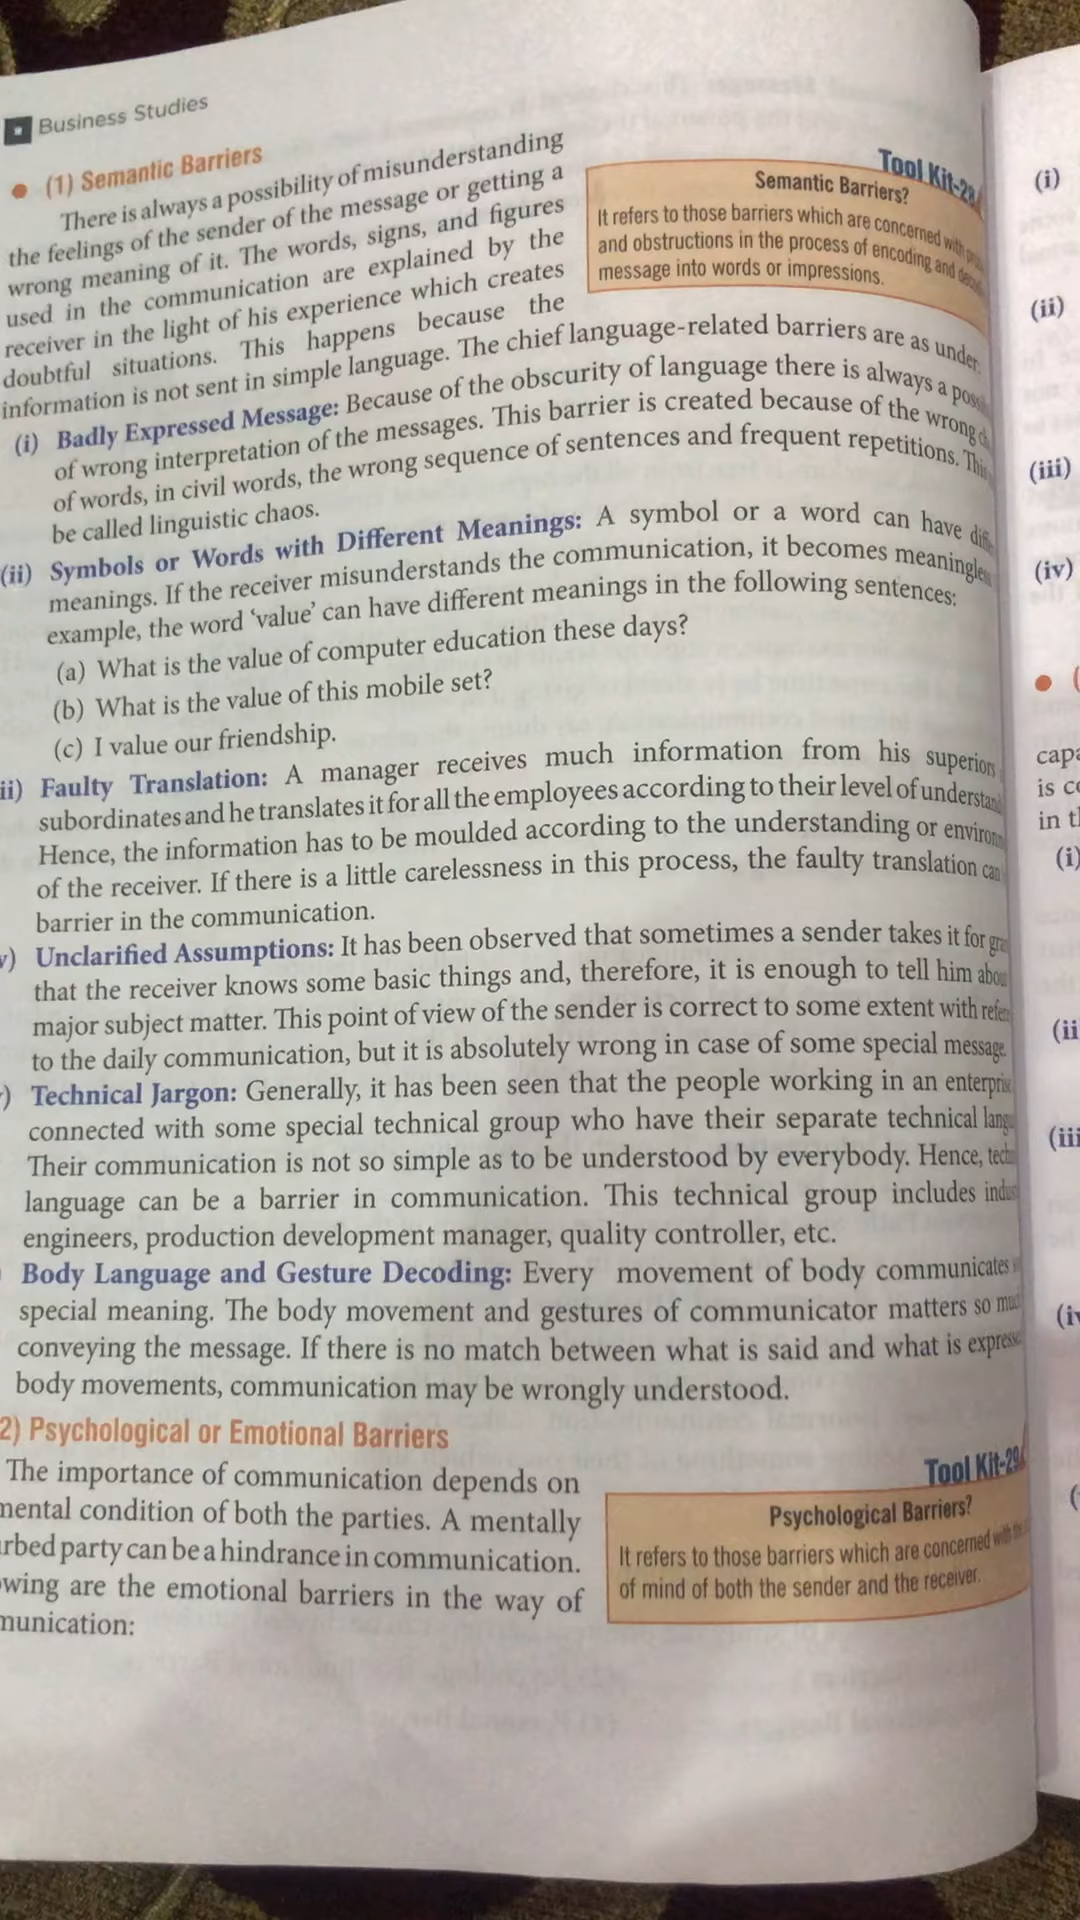 Business Studies
(1) Semantic Barriers
There is always a possibility of misunderstanding
the feelings of the sender of the message or getting a
wrong meaning of it. The words, signs, and figures
used in the communication are explained by the
receiver in the light of his experience which creates
doubtful situations. This happens because the
information is not sent in simple language. The chief language-related barriers are as under:
Tool Kit-28
Semantic Barriers?
It refers to those barriers which are concerned with
and obstructions in the process of encoding and
message into words or impressions.
(i) Badly Expressed Message: Because of the obscurity of language there is always a
of wrong interpretation of the messages. This barrier is created because of the wrong
of words, in civil words, the wrong sequence of sentences and frequent repetitions. This
be called linguistic chaos.
(ii) Symbols or Words with Different Meanings: A symbol or a word can have
meanings. If the receiver misunderstands the communication, it becomes
example, the word 'value' can have different meanings in the following sentences:
(a) What is the value of computer education these days?
(b) What is the value of this mobile set?
(c) I value our friendship.
ii) Faulty Translation: A manager receives much information from his superiors
subordinates and he translates it for all the employees according to their level of
Hence, the information has to be moulded according to the understanding or
of the receiver. If there is a little carelessness in this process, the faulty translation can
barrier in the communication.
v) Unclarified Assumptions: It has been observed that sometimes a sender takes it for
that the receiver knows some basic things and, therefore, it is enough to tell him
major subject matter. This point of view of the sender is correct to some extent with
to the daily communication, but it is absolutely wrong in case of some special message.
) Technical Jargon: Generally, it has been seen that the people working in an
connected with some special technical group who have their separate technical
Their communication is not so simple as to be understood by everybody. Hence,
language can be a barrier in communication. This technical group includes
engineers, production development manager, quality controller, etc.
Body Language and Gesture Decoding: Every movement of body communicates
special meaning. The body movement and gestures of communicator matters so
conveying the message. If there is no match between what is said and what is
body movements, communication may be wrongly understood.
2) Psychological or Emotional Barriers
The importance of communication depends on
mental condition of both the parties. A mentally
rbed party can be a hindrance in communication.
wing are the emotional barriers in the way of
munication:
Tool Kit-29
Psychological Barriers?
It refers to those barriers which are concerned with
of mind of both the sender and the receiver.
(i)
(ii)
(iii)
(iv)
capa
is c
in t
(i)
(ii
(iii
(iv